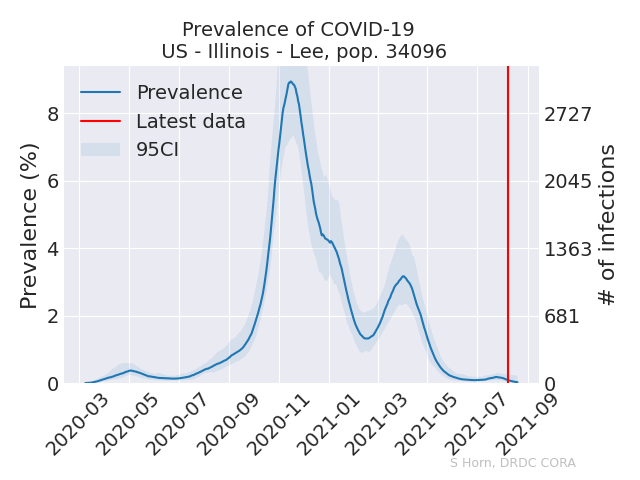 Prevalence of COVID-19
US - Illinois - Lee, pop. 34096
Prevalence
Latest data
95CI
Prevalence (%)
8
6
4
2
0
2727
2045
1363
681
0
# of infections
2020-03
2020-05
2020-07
2020-09
2020-11
2021-01
2021-03
2021-05
2021-07
2021-09
S Horn, DRDC CORA